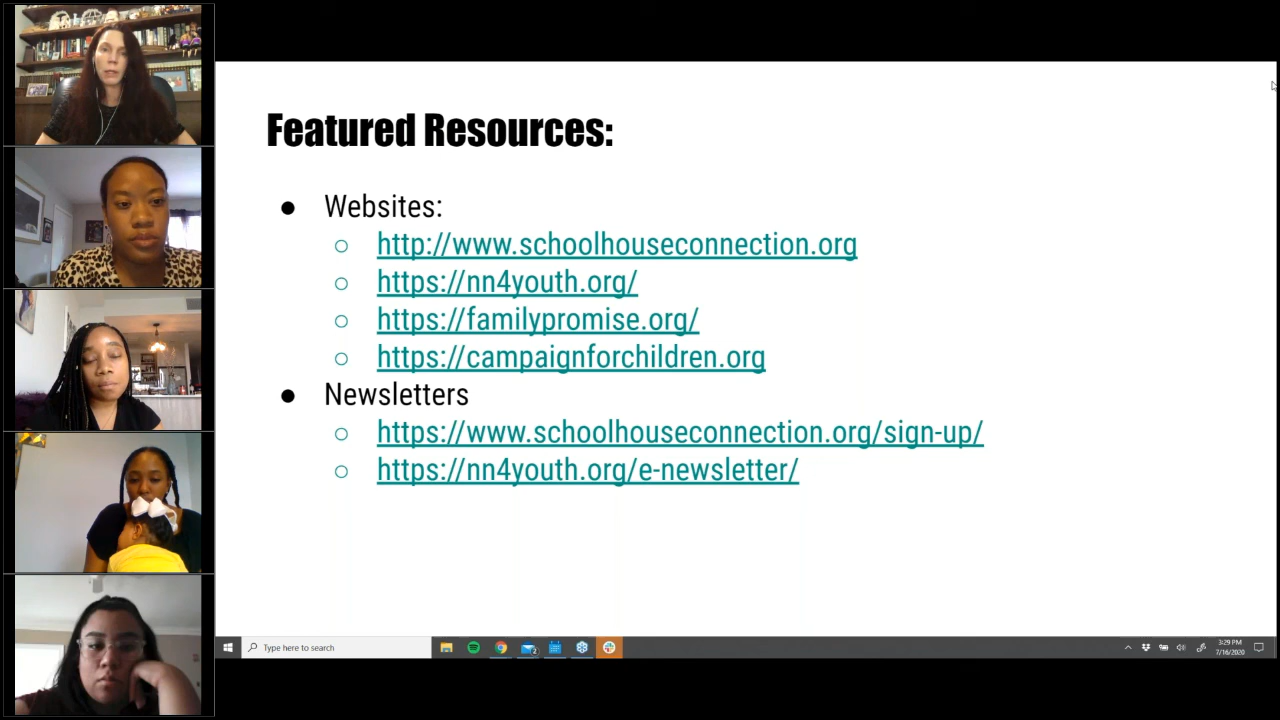 Featured Resources:
● Websites:
○ http://www.schoolhouseconnection.org
○ https://nn4youth.org/
○ https://familypromise.org/
○ https://campaignforchildren.org
● Newsletters
○ https://www.schoolhouseconnection.org/sign-up/
○ https://nn4youth.org/e-newsletter/
Type here to search
2
3:29 PM
7/16/2020